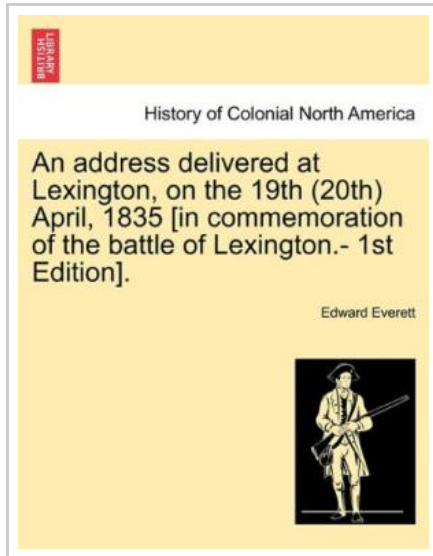 BRITISH
LIBRARY
History of Colonial North America
An address delivered at
Lexington, on the 19th (20th)
April, 1835 [in commemoration
of the battle of Lexington.- 1st
Edition].
Edward Everett